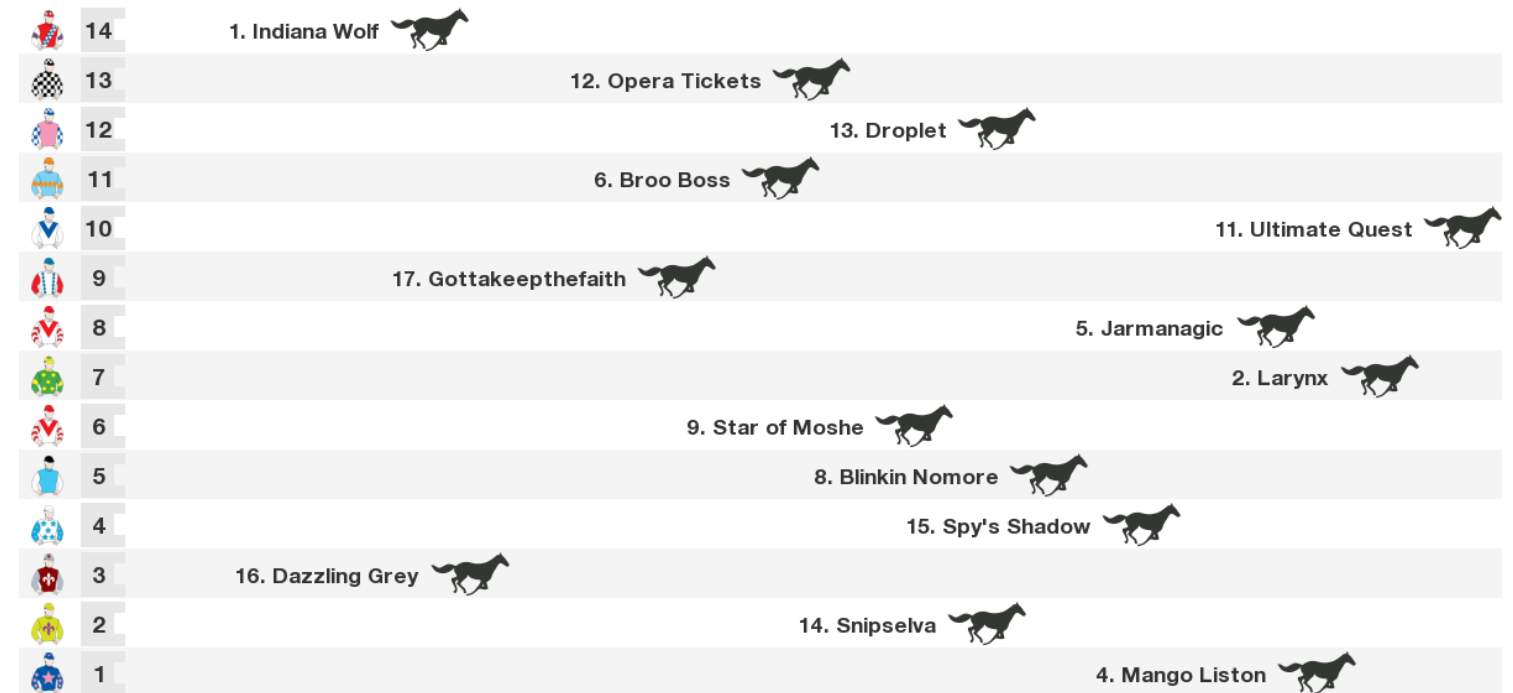 14 1. Indiana Wolf
13 12. Opera Tickets
12 13. Droplet
11 6. Broo Boss
10 11. Ultimate Quest
9 17. Gottakeepthefaith
8 5. Jarmanagic
7 2. Larynx
6 9. Star of Moshe
5 8. Blinkin Nomore
4 15. Spy's Shadow
3 16. Dazzling Grey
2 14. Snipselva
1 4. Mango Liston